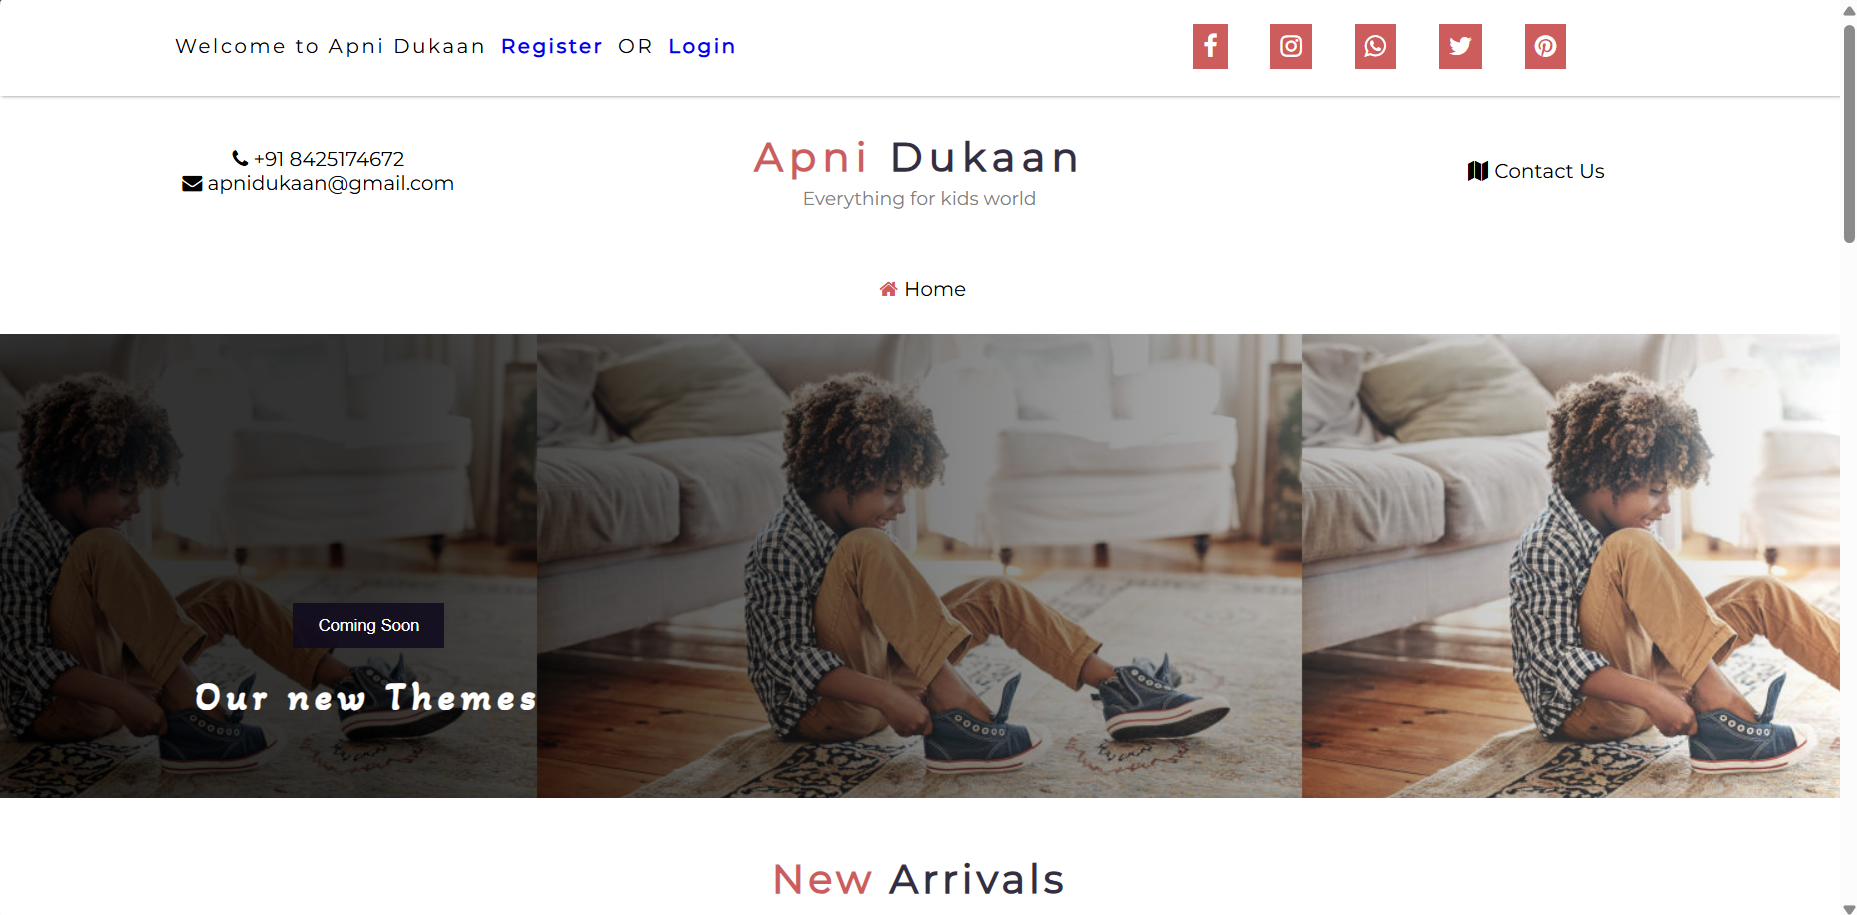 Welcome to Apni Dukaan Register OR Login
+91 8425174672
apnidukaan@gmail.com
Apni Dukaan
Everything for kids world
Contact Us
Home
Coming Soon
Our new Themes
New Arrivals